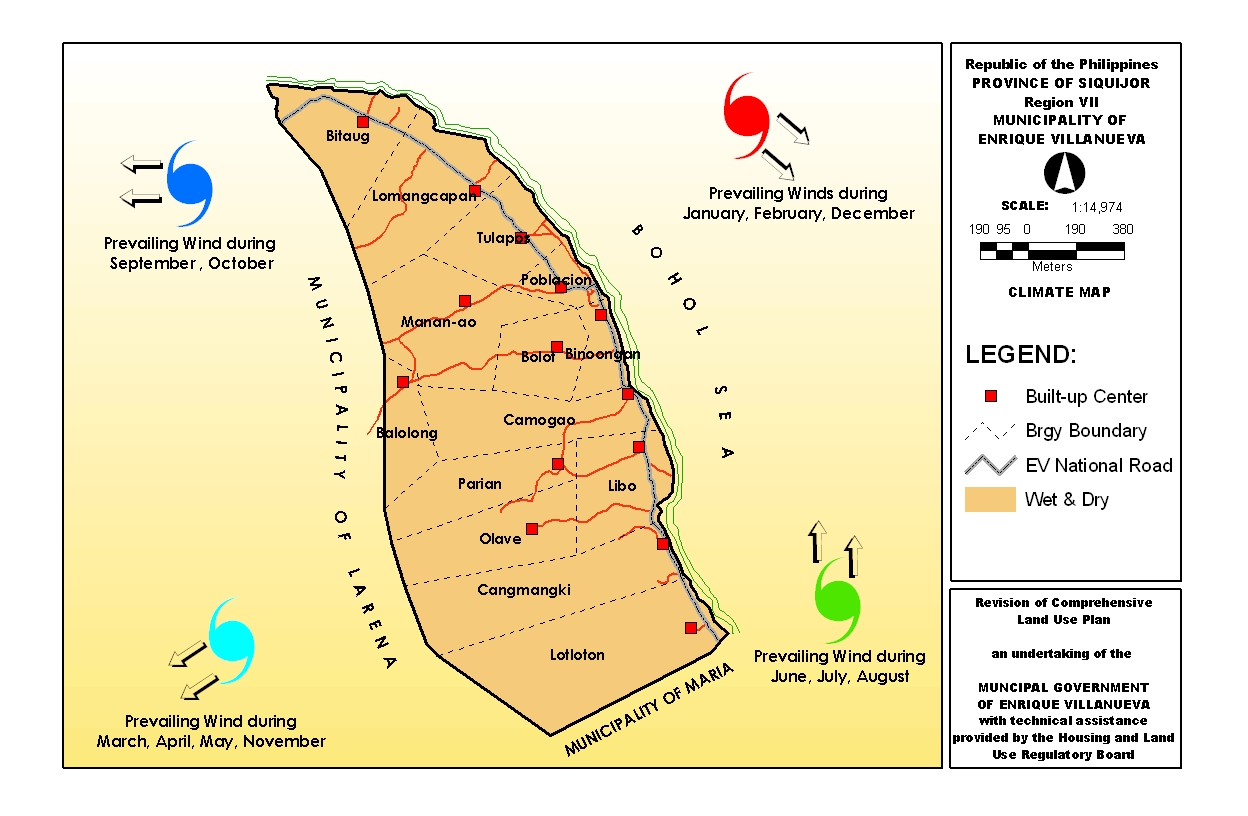 Bitaug
Lomangcapan
Tulapos
Poblacion
Manan-ao
Bolot
Binoongan
Camogao
Balolong
Parian
Libo
Olave
Cangmangki
Lotloton
Prevailing Wind during
September , October
Prevailing Winds during
January, February, December
Prevailing Wind during
March, April, May, November
Prevailing Wind during
June, July, August
MUNICIPALITY OF LARENA
BOHOL SEA
MUNICIPALITY OF MARIA
Republic of the Philippines
PROVINCE OF SIQUIJOR
Region VII
MUNICIPALITY OF
ENRIQUE VILLANUEVA
SCALE: 1:14,974
190 95 0 190 380
Meters
CLIMATE MAP
LEGEND:
Built-up Center
Brgy Boundary
EV National Road
Wet & Dry
Revision of Comprehensive
Land Use Plan
an undertaking of the
MUNCIPAL GOVERNMENT
OF ENRIQUE VILLANUEVA
with technical assistance
provided by the Housing and Land
Use Regulatory Board